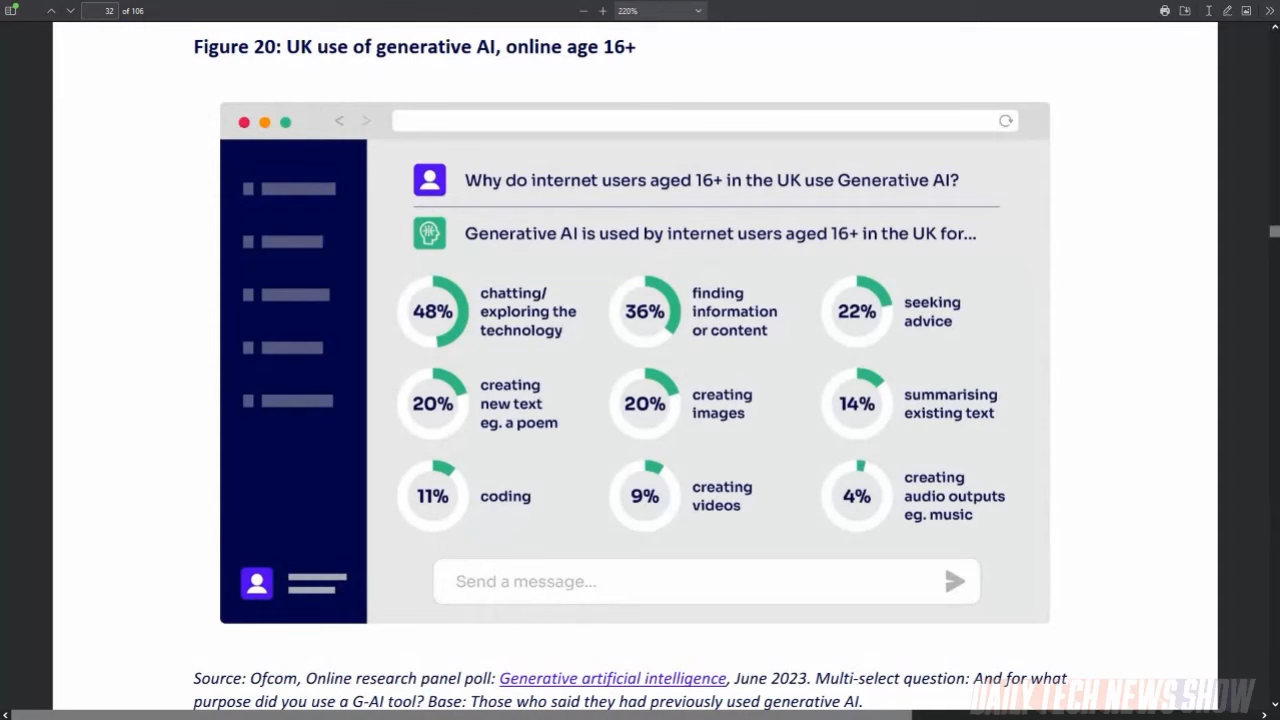 32 of 106
220%
Figure 20: UK use of generative AI, online age 16+
Why do internet users aged 16+ in the UK use Generative AI?
Generative AI is used by internet users aged 16+ in the UK for...
48%
chatting/
exploring the
technology
36%
finding
information
or content
22%
seeking
advice
20%
creating
new text
eg. a poem
20%
creating
images
14%
summarising
existing text
11%
coding
9%
creating
videos
4%
creating
audio outputs
eg. music
Send a message...
Source: Ofcom, Online research panel poll: Generative artificial intelligence, June 2023. Multi-select question: And for what
purpose did you use a G-AI tool? Base: Those who said they had previously used generative AI.
DAILY TECH NEWS SHOW